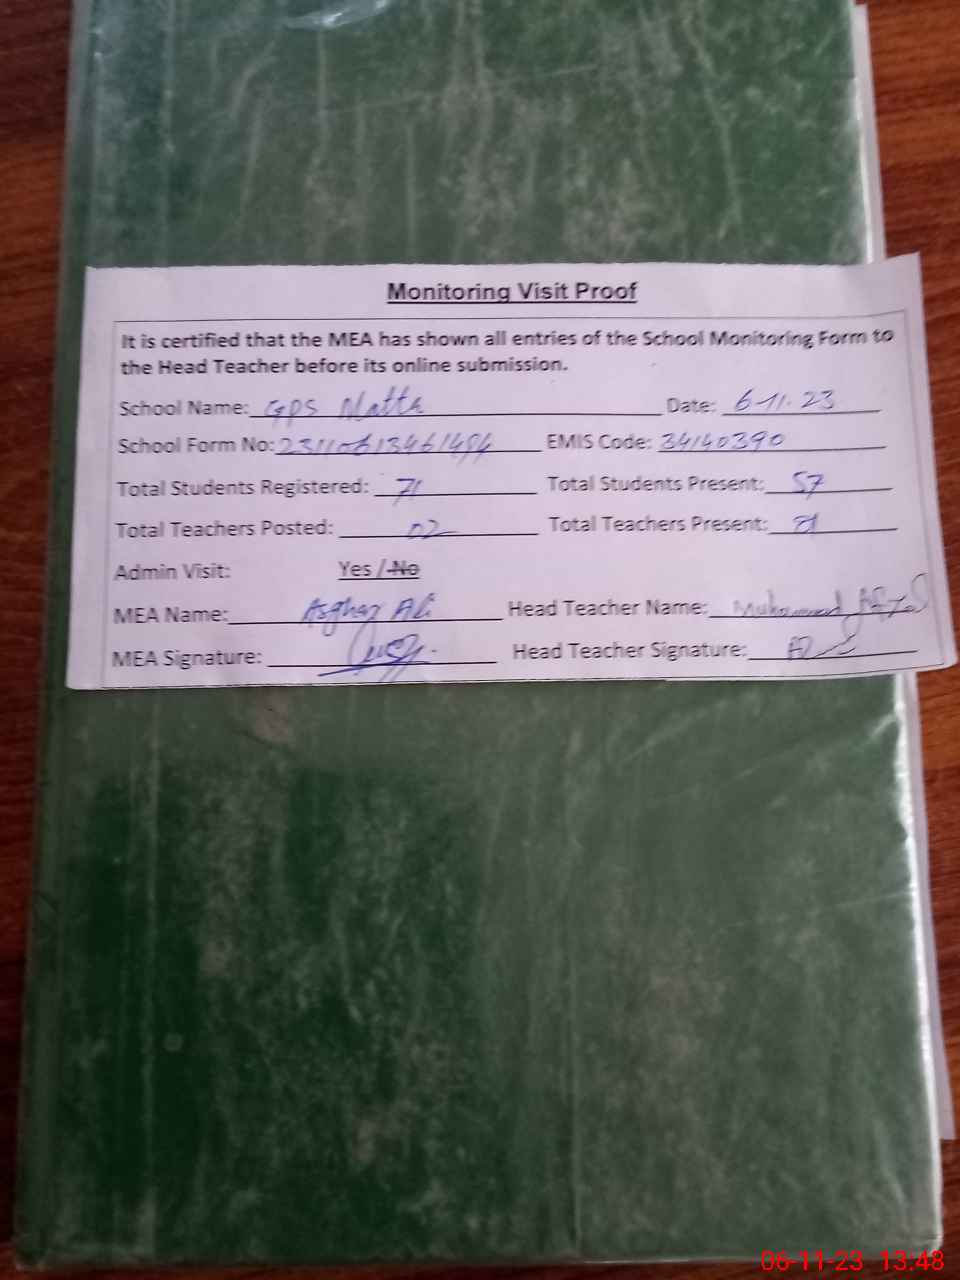 Monitoring Visit Proof
It is certified that the MEA has shown all entries of the School Monitoring Form to
the Head Teacher before its online submission.
School Name: GPS Matta Date: 6-11-23
School Form No: EMIS Code: 34140390
Total Students Registered: 71 Total Students Present: 57
Total Teachers Posted: 02 Total Teachers Present:
Admin Visit: Yes / No
MEA Name: Asghar Ali Head Teacher Name: Muhammad Afzal
MEA Signature: Head Teacher Signature:
06-11-23 13:48